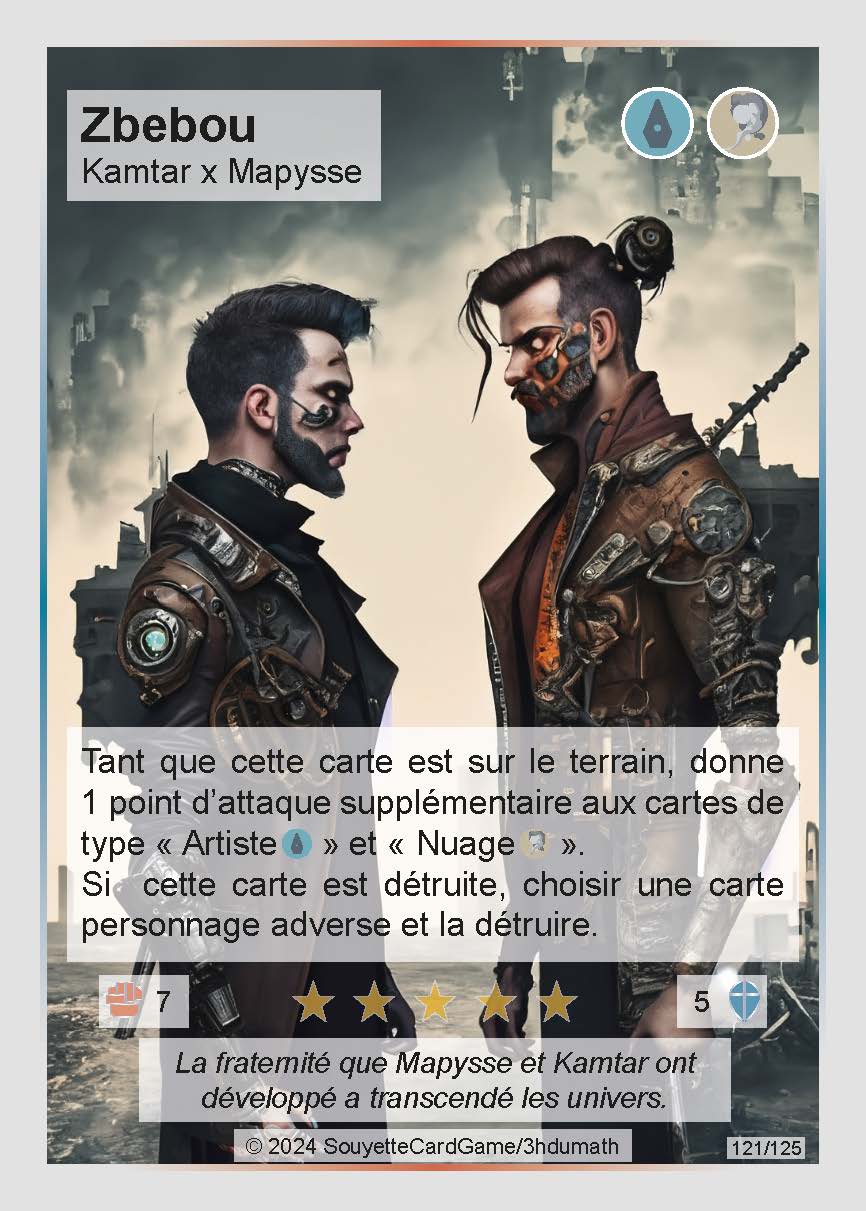 Zbebou
Kamtar x Mapysse
Tant que cette carte est sur le terrain, donne
1 point d’attaque supplémentaire aux cartes de
type « Artiste » et « Nuage ».
Si cette carte est détruite, choisir une carte
personnage adverse et la détruire.
7
5
La fraternité que Mapysse et Kamtar ont
développé a transcendé les univers.
© 2024 SouyetteCardGame/3hdumath
121/125